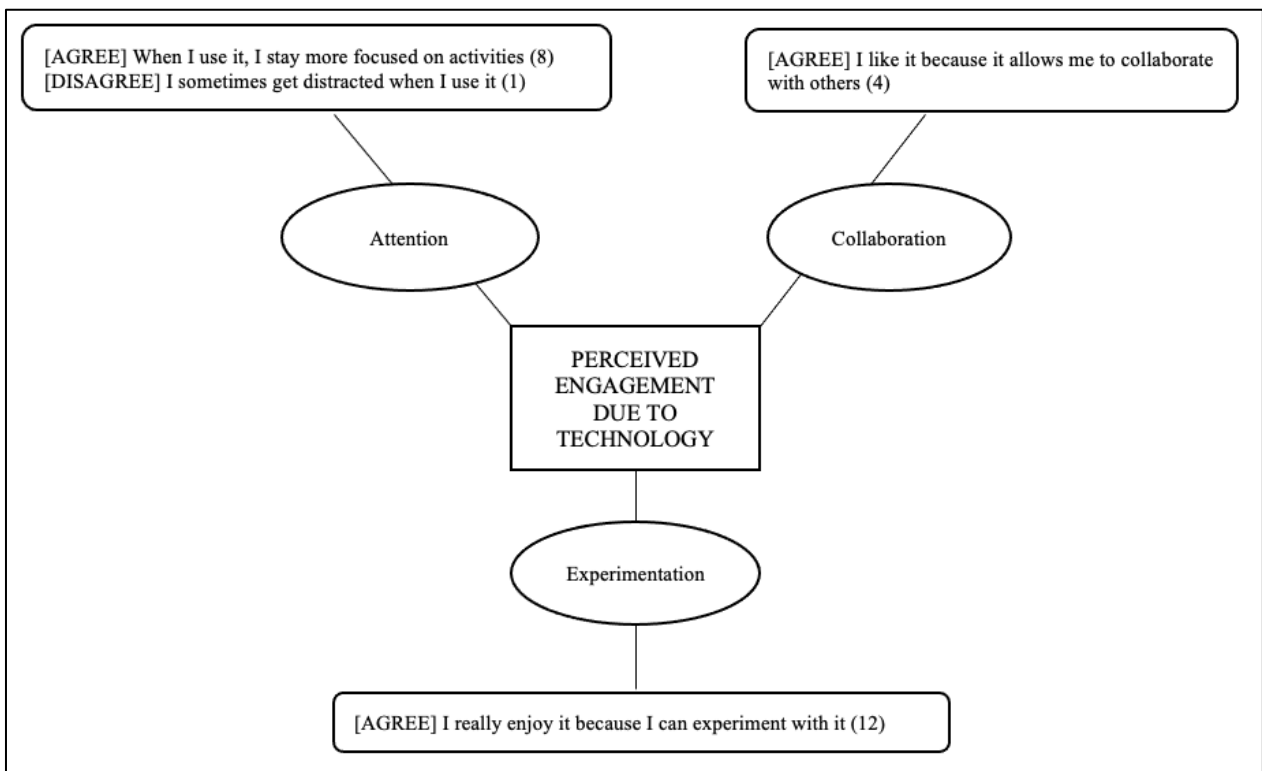 [AGREE] When I use it, I stay more focused on activities (8)
[DISAGREE] I sometimes get distracted when I use it (1)
[AGREE] I like it because it allows me to collaborate
with others (4)
Attention
Collaboration
PERCEIVED
ENGAGEMENT
DUE TO
TECHNOLOGY
Experimentation
[AGREE] I really enjoy it because I can experiment with it (12)